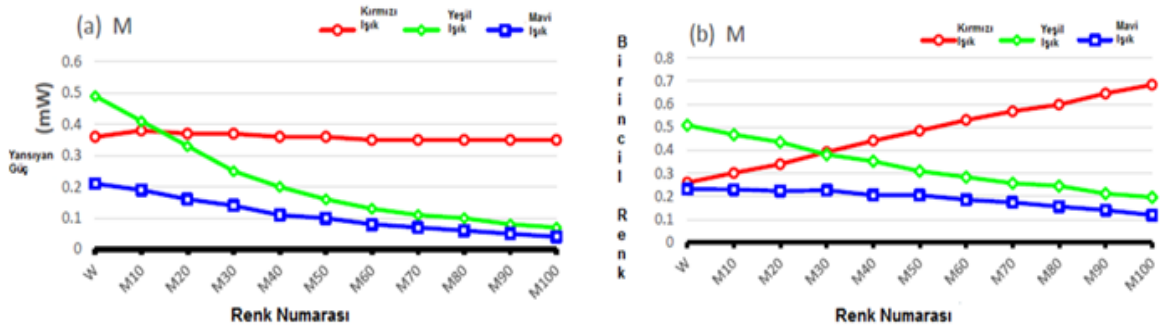 (a) M
Kırmızı Işık
Yeşil Işık
Mavi Işık
(mW)
Yansıyan
Güç
0.6
0.5
0.4
0.3
0.2
0.1
0
W M10 M20 M30 M40 M50 M60 M70 M80 M90 M100
Renk Numarası
(b) M
Kırmızı Işık
Yeşil Işık
Mavi Işık
Birincil Renk
0.8
0.7
0.6
0.5
0.4
0.3
0.2
0.1
0
W M10 M20 M30 M40 M50 M60 M70 M80 M90 M100
Renk Numarası